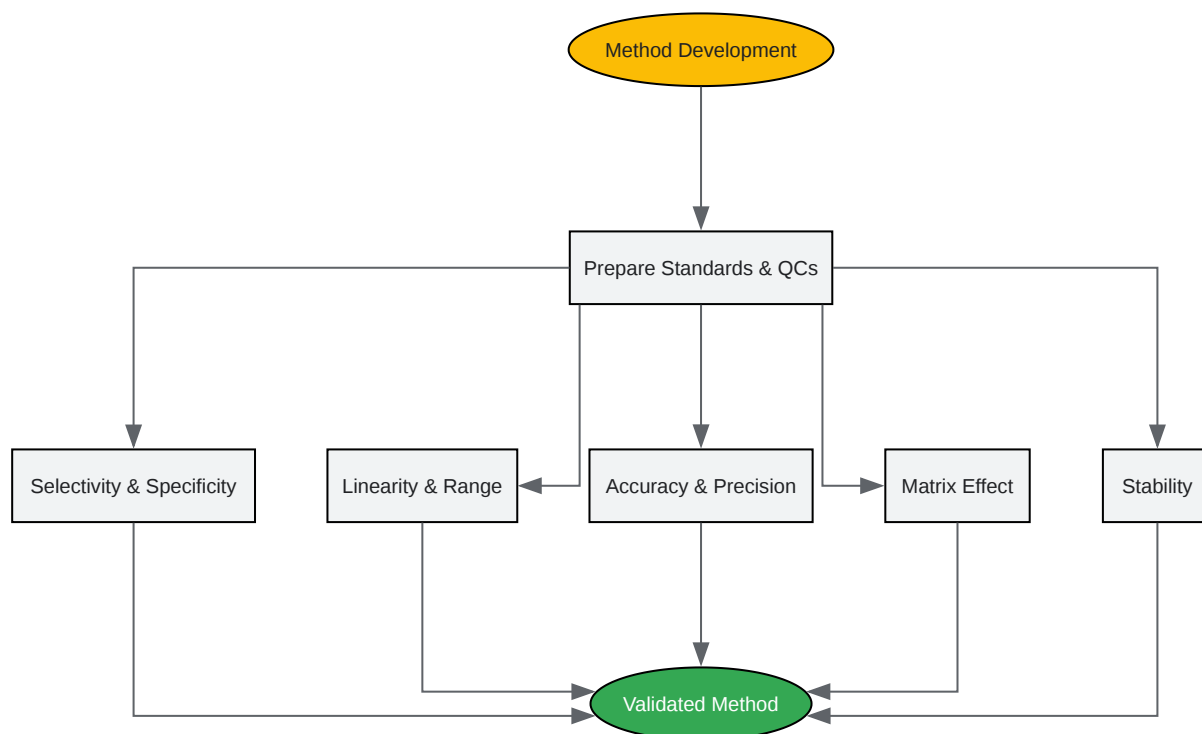 Method Development
Prepare Standards & QCs
Selectivity & Specificity
Linearity & Range
Accuracy & Precision
Matrix Effect
Stability
Validated Method